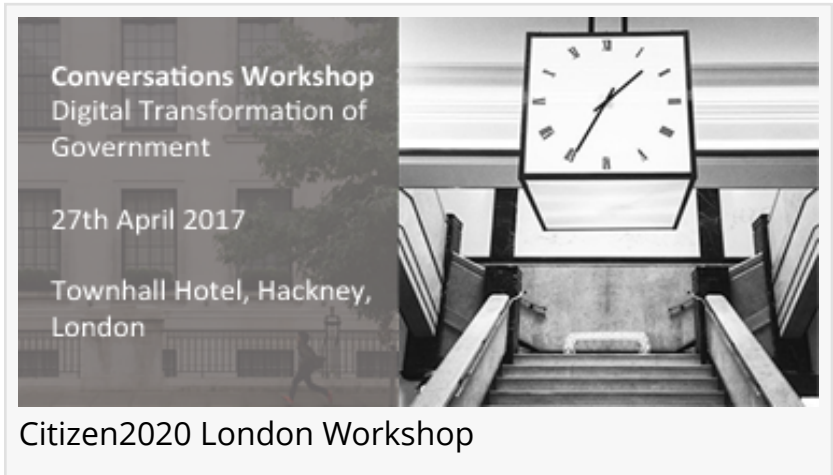 Conversations Workshop
Digital Transformation of
Government
27th April 2017
Townhall Hotel, Hackney,
London
Citizen2020 London Workshop